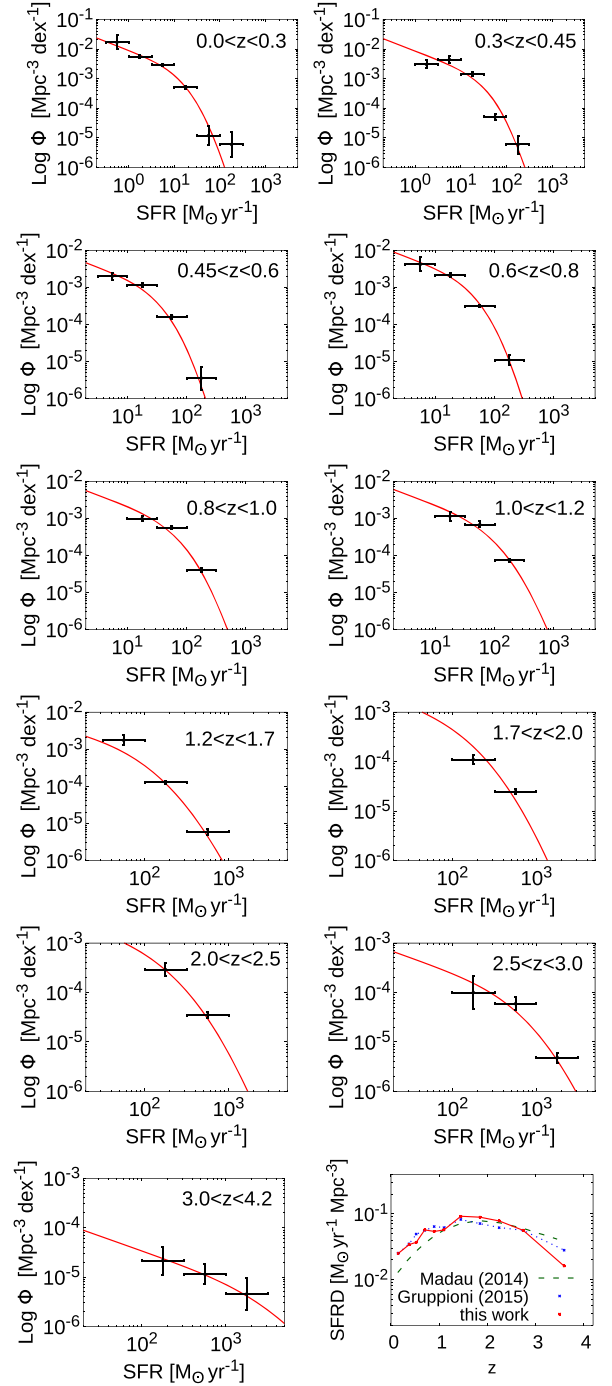 0.0<z<0.3
Log Φ [Mpc⁻³ dex⁻¹]
10⁻¹
10⁻²
10⁻³
10⁻⁴
10⁻⁵
10⁻⁶
10⁰ 10¹ 10² 10³
SFR [M⊙ yr⁻¹]
0.3<z<0.45
Log Φ [Mpc⁻³ dex⁻¹]
10⁻¹
10⁻²
10⁻³
10⁻⁴
10⁻⁵
10⁻⁶
10⁰ 10¹ 10² 10³
SFR [M⊙ yr⁻¹]
0.45<z<0.6
Log Φ [Mpc⁻³ dex⁻¹]
10⁻²
10⁻³
10⁻⁴
10⁻⁵
10⁻⁶
10¹ 10² 10³
SFR [M⊙ yr⁻¹]
0.6<z<0.8
Log Φ [Mpc⁻³ dex⁻¹]
10⁻²
10⁻³
10⁻⁴
10⁻⁵
10⁻⁶
10¹ 10² 10³
SFR [M⊙ yr⁻¹]
0.8<z<1.0
Log Φ [Mpc⁻³ dex⁻¹]
10⁻²
10⁻³
10⁻⁴
10⁻⁵
10⁻⁶
10¹ 10² 10³
SFR [M⊙ yr⁻¹]
1.0<z<1.2
Log Φ [Mpc⁻³ dex⁻¹]
10⁻²
10⁻³
10⁻⁴
10⁻⁵
10⁻⁶
10¹ 10² 10³
SFR [M⊙ yr⁻¹]
1.2<z<1.7
Log Φ [Mpc⁻³ dex⁻¹]
10⁻²
10⁻³
10⁻⁴
10⁻⁵
10⁻⁶
10² 10³
SFR [M⊙ yr⁻¹]
1.7<z<2.0
Log Φ [Mpc⁻³ dex⁻¹]
10⁻³
10⁻⁴
10⁻⁵
10⁻⁶
10² 10³
SFR [M⊙ yr⁻¹]
2.0<z<2.5
Log Φ [Mpc⁻³ dex⁻¹]
10⁻³
10⁻⁴
10⁻⁵
10⁻⁶
10² 10³
SFR [M⊙ yr⁻¹]
2.5<z<3.0
Log Φ [Mpc⁻³ dex⁻¹]
10⁻³
10⁻⁴
10⁻⁵
10⁻⁶
10² 10³
SFR [M⊙ yr⁻¹]
3.0<z<4.2
Log Φ [Mpc⁻³ dex⁻¹]
10⁻³
10⁻⁴
10⁻⁵
10⁻⁶
10² 10³
SFR [M⊙ yr⁻¹]
SFRD [M⊙ yr⁻¹ Mpc⁻³]
10⁻¹
10⁻²
Madau (2014)
Gruppioni (2015)
this work
0 1 2 3 4
z